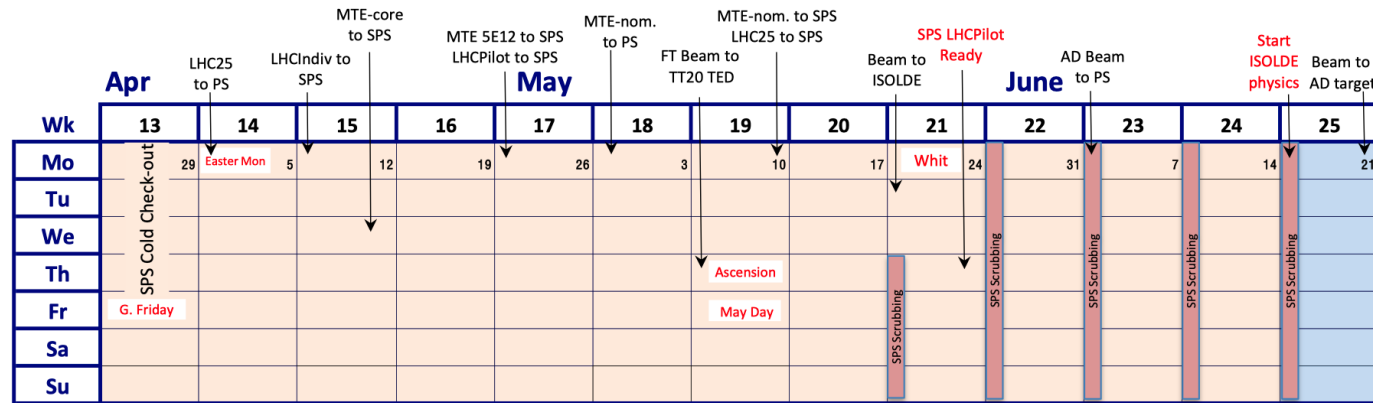 MTE-core
to SPS
MTE-nom.
to PS
MTE-nom. to SPS
LHC25 to SPS
LHC25
to PS
LHCIndiv to
SPS
MTE 5E12 to SPS
LHCPilot to SPS
FT Beam to
TT20 TED
Beam to
ISOLDE
SPS LHCPilot
Ready
AD Beam
to PS
Start
ISOLDE
physics
Beam to
AD target
Apr May June
Wk 13 14 15 16 17 18 19 20 21 22 23 24 25
Mo 29 Easter Mon 5 12 19 26 3 10 17 Whit 24 31 7 14 21
Tu
We
Th Ascension
Fr G. Friday May Day
Sa
Su
SPS Cold Check-out
SPS Scrubbing
SPS Scrubbing
SPS Scrubbing
SPS Scrubbing
SPS Scrubbing